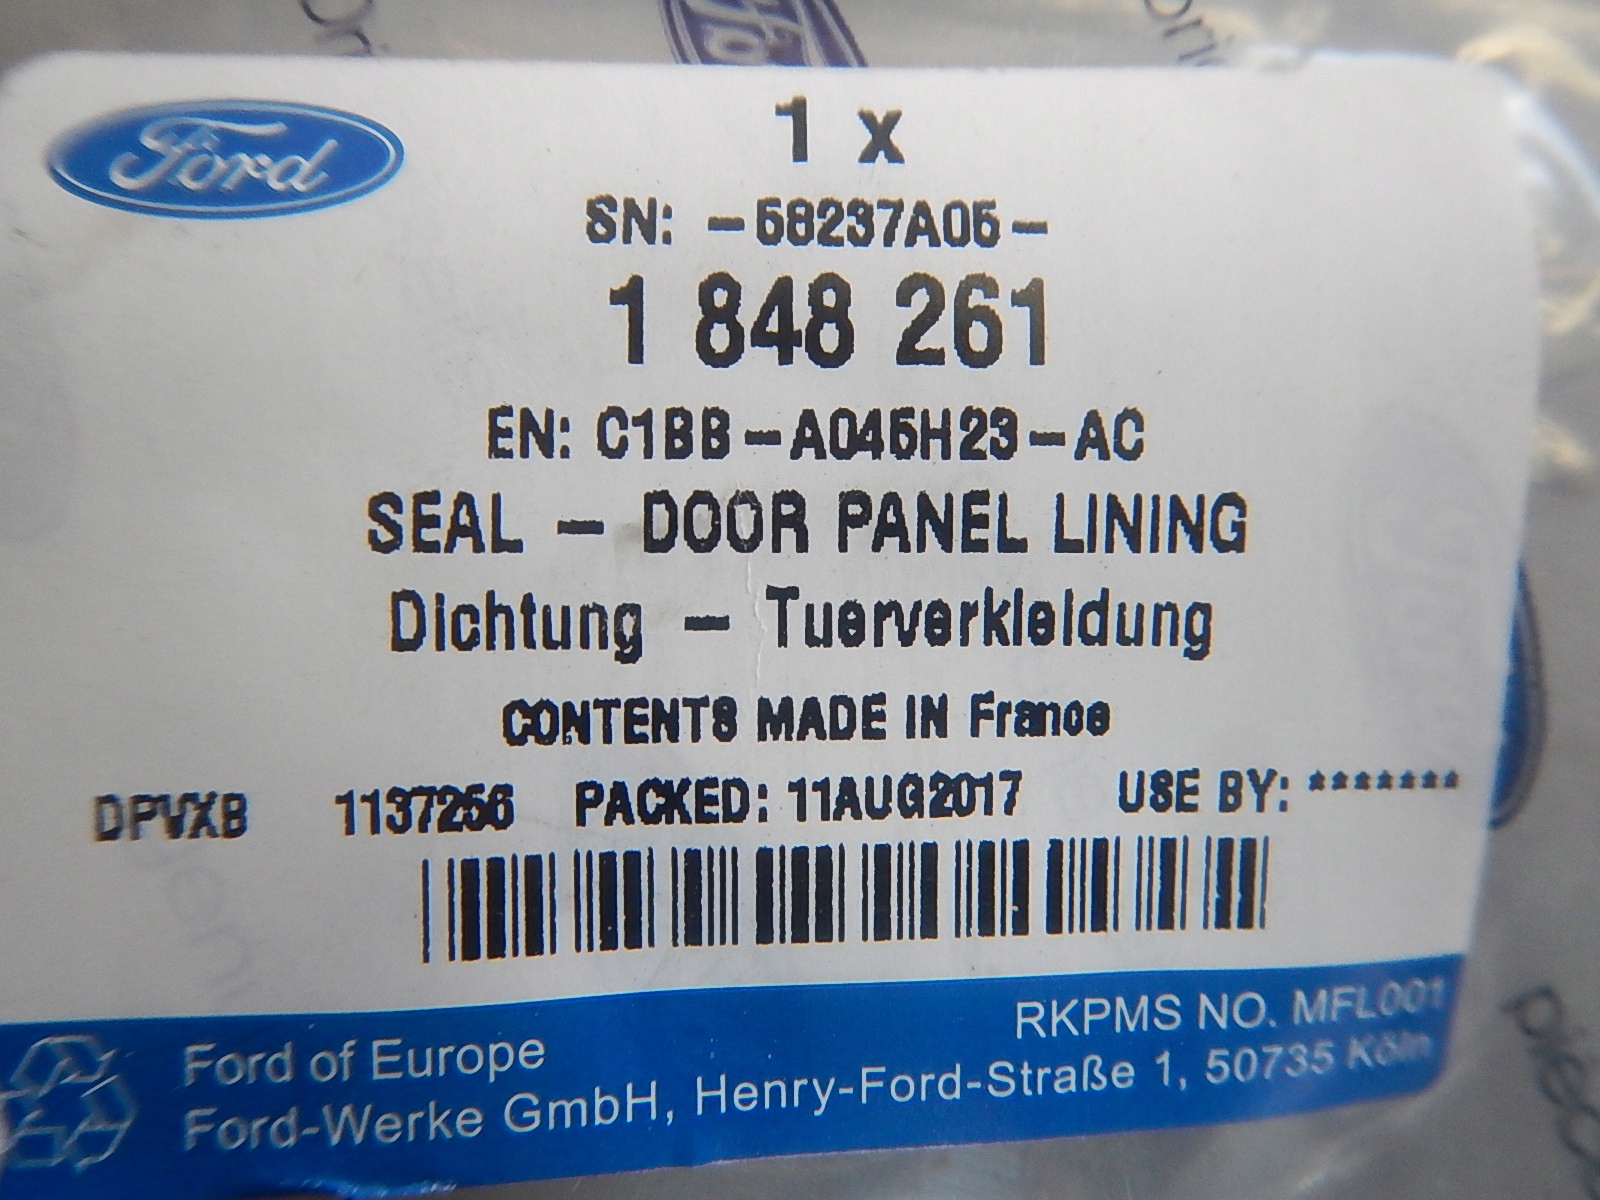 Ford
1 x
SN: -58237A05-
1 848 261
EN: C1BB-A045H23-AC
SEAL - DOOR PANEL LINING
Dichtung - Tuerverkleidung
CONTENTS MADE IN France
DPVXB 1137256 PACKED: 11AUG2017 USE BY: *******
RKPMS NO. MFL001
Ford of Europe
Ford-Werke GmbH, Henry-Ford-Straße 1, 50735 Köln